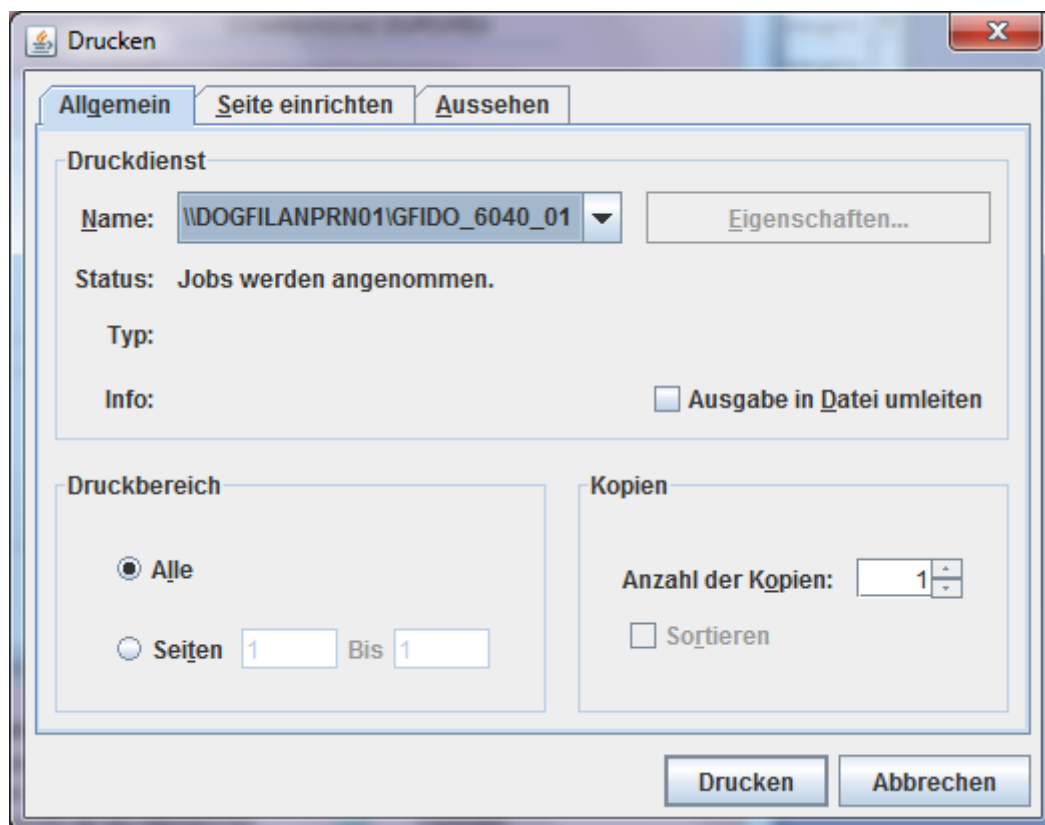 Drucken
Allgemein Seite einrichten Aussehen
Druckdienst
Name: \\DOGFILANPRN01\GFIDO_6040_01 Eigenschaften...
Status: Jobs werden angenommen.
Typ:
Info: Ausgabe in Datei umleiten
Druckbereich
Alle
Seiten 1 Bis 1
Kopien
Anzahl der Kopien: 1
Sortieren
Drucken Abbrechen